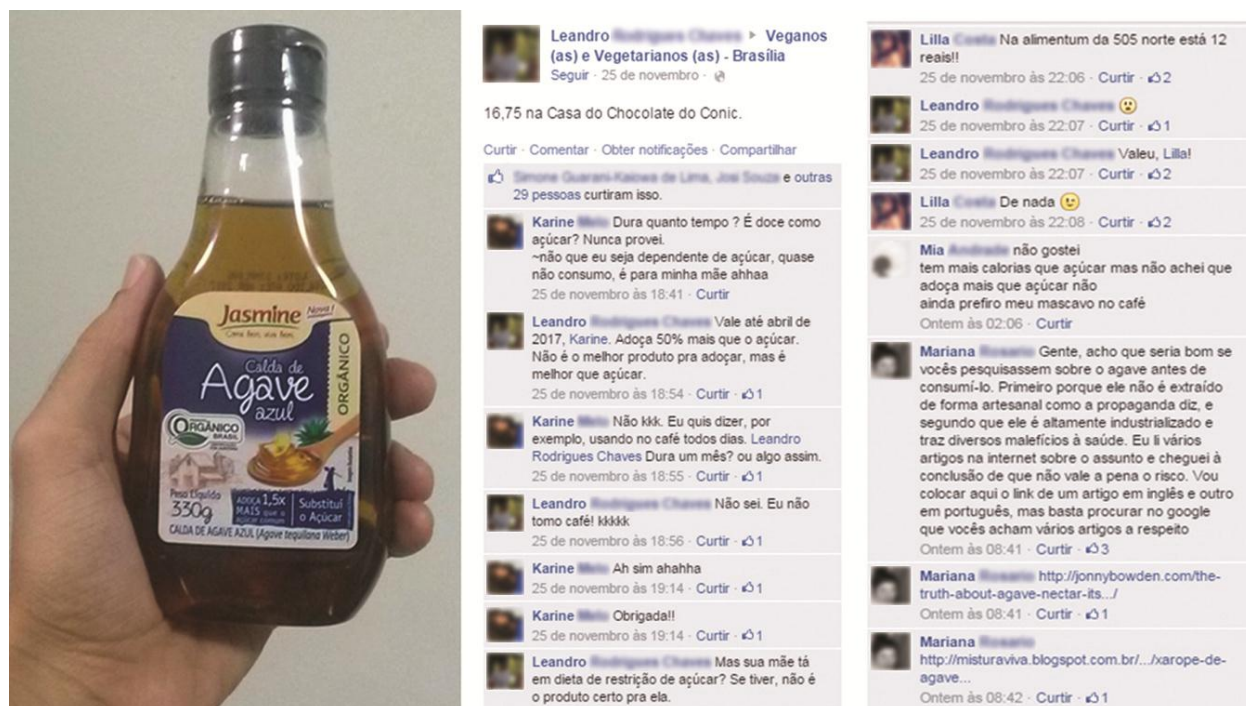 Jasmine
Nova!
Calda de
Agave
azul
ORGÂNICO
PRODUTO
ORGÂNICO
BRASIL
Peso Líquido
330g
ADOÇA 1,5X
MAIS que o
açúcar comum
Substitui
o Açúcar
CALDA DE AGAVE AZUL (Agave tequilana Weber)
Leandro ▸ Veganos
(as) e Vegetarianos (as) - Brasília
Seguir · 25 de novembro ·
16,75 na Casa do Chocolate do Conic.
Curtir · Comentar · Obter notificações · Compartilhar
Simone Guarani-Kaiowa de Lima, Josi Souza e outras
29 pessoas curtiram isso.
Karine Dura quanto tempo ? É doce como
açúcar? Nunca provei.
~não que eu seja dependente de açúcar, quase
não consumo, é para minha mãe ahhaa
25 de novembro às 18:41 · Curtir
Leandro Vale até abril de
2017, Karine. Adoça 50% mais que o açúcar.
Não é o melhor produto pra adoçar, mas é
melhor que açúcar.
25 de novembro às 18:54 · Curtir · 1
Karine Não kkk. Eu quis dizer, por
exemplo, usando no café todos dias. Leandro
Rodrigues Chaves Dura um mês? ou algo assim.
25 de novembro às 18:55 · Curtir · 1
Leandro Não sei. Eu não
tomo café! kkkkk
25 de novembro às 18:56 · Curtir · 1
Karine Ah sim ahahha
25 de novembro às 19:14 · Curtir · 1
Karine Obrigada!!
25 de novembro às 19:14 · Curtir · 1
Leandro Mas sua mãe tá
em dieta de restrição de açúcar? Se tiver, não é
o produto certo pra ela.
Lilla Na alimentum da 505 norte está 12
reais!!
25 de novembro às 22:06 · Curtir · 2
Leandro
25 de novembro às 22:07 · Curtir · 1
Leandro Valeu, Lilla!
25 de novembro às 22:07 · Curtir · 2
Lilla De nada
25 de novembro às 22:08 · Curtir · 2
Mia não gostei
tem mais calorias que açúcar mas não achei que
adoça mais que açúcar não
ainda prefiro meu mascavo no café
Ontem às 02:06 · Curtir
Mariana Gente, acho que seria bom se
vocês pesquisassem sobre o agave antes de
consumí-lo. Primeiro porque ele não é extraído
de forma artesanal como a propaganda diz, e
segundo que ele é altamente industrializado e
traz diversos malefícios à saúde. Eu li vários
artigos na internet sobre o assunto e cheguei à
conclusão de que não vale a pena o risco. Vou
colocar aqui o link de um artigo em inglês e outro
em português, mas basta procurar no google
que vocês acham vários artigos a respeito
Ontem às 08:41 · Curtir · 3
Mariana http://jonnybowden.com/the-
truth-about-agave-nectar-its.../
Ontem às 08:41 · Curtir · 1
Mariana
http://misturaviva.blogspot.com.br/.../xarope-de-
agave...
Ontem às 08:42 · Curtir · 1